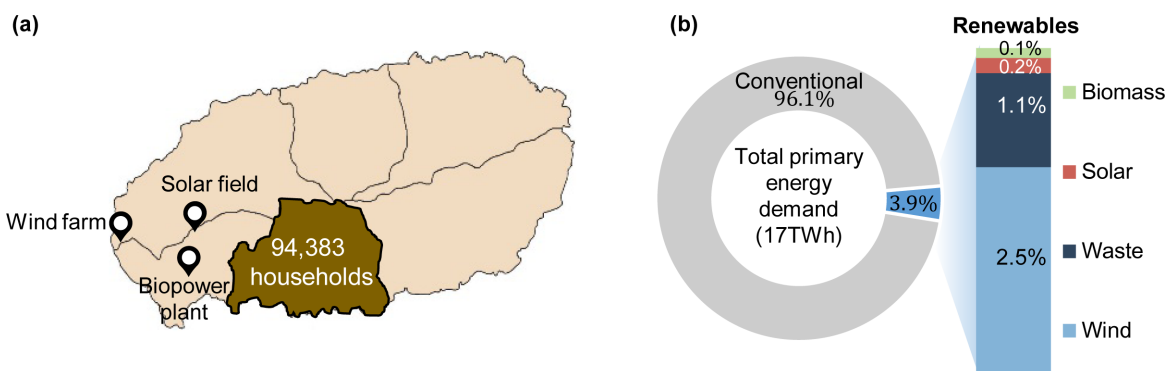 (a)
Solar field
Wind farm
94,383
households
Biopower
plant
(b)
Renewables
Conventional
96.1%
Total primary
energy
demand
(17TWh)
3.9%
0.1%
0.2%
1.1%
2.5%
Biomass
Solar
Waste
Wind